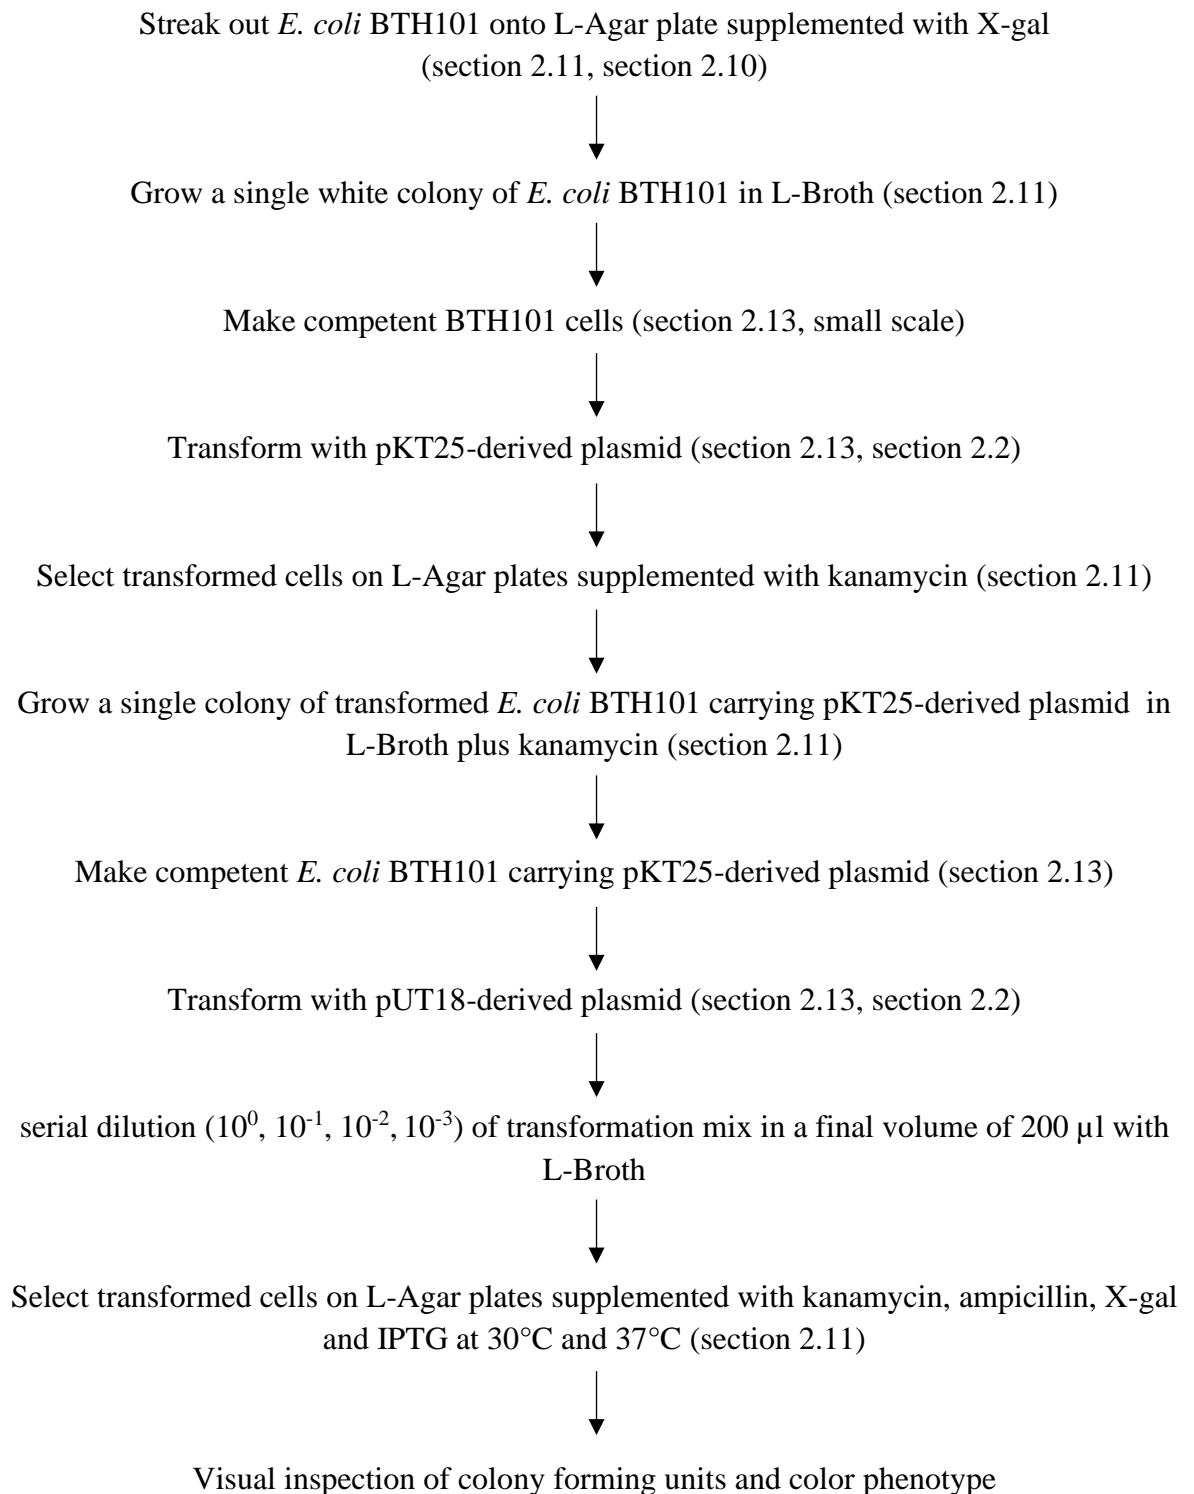 Streak out E. coli BTH101 onto L-Agar plate supplemented with X-gal
(section 2.11, section 2.10)
Grow a single white colony of E. coli BTH101 in L-Broth (section 2.11)
Make competent BTH101 cells (section 2.13, small scale)
Transform with pKT25-derived plasmid (section 2.13, section 2.2)
Select transformed cells on L-Agar plates supplemented with kanamycin (section 2.11)
Grow a single colony of transformed E. coli BTH101 carrying pKT25-derived plasmid in
L-Broth plus kanamycin (section 2.11)
Make competent E. coli BTH101 carrying pKT25-derived plasmid (section 2.13)
Transform with pUT18-derived plasmid (section 2.13, section 2.2)
serial dilution (10⁰, 10⁻¹, 10⁻², 10⁻³) of transformation mix in a final volume of 200 µl with
L-Broth
Select transformed cells on L-Agar plates supplemented with kanamycin, ampicillin, X-gal
and IPTG at 30°C and 37°C (section 2.11)
Visual inspection of colony forming units and color phenotype